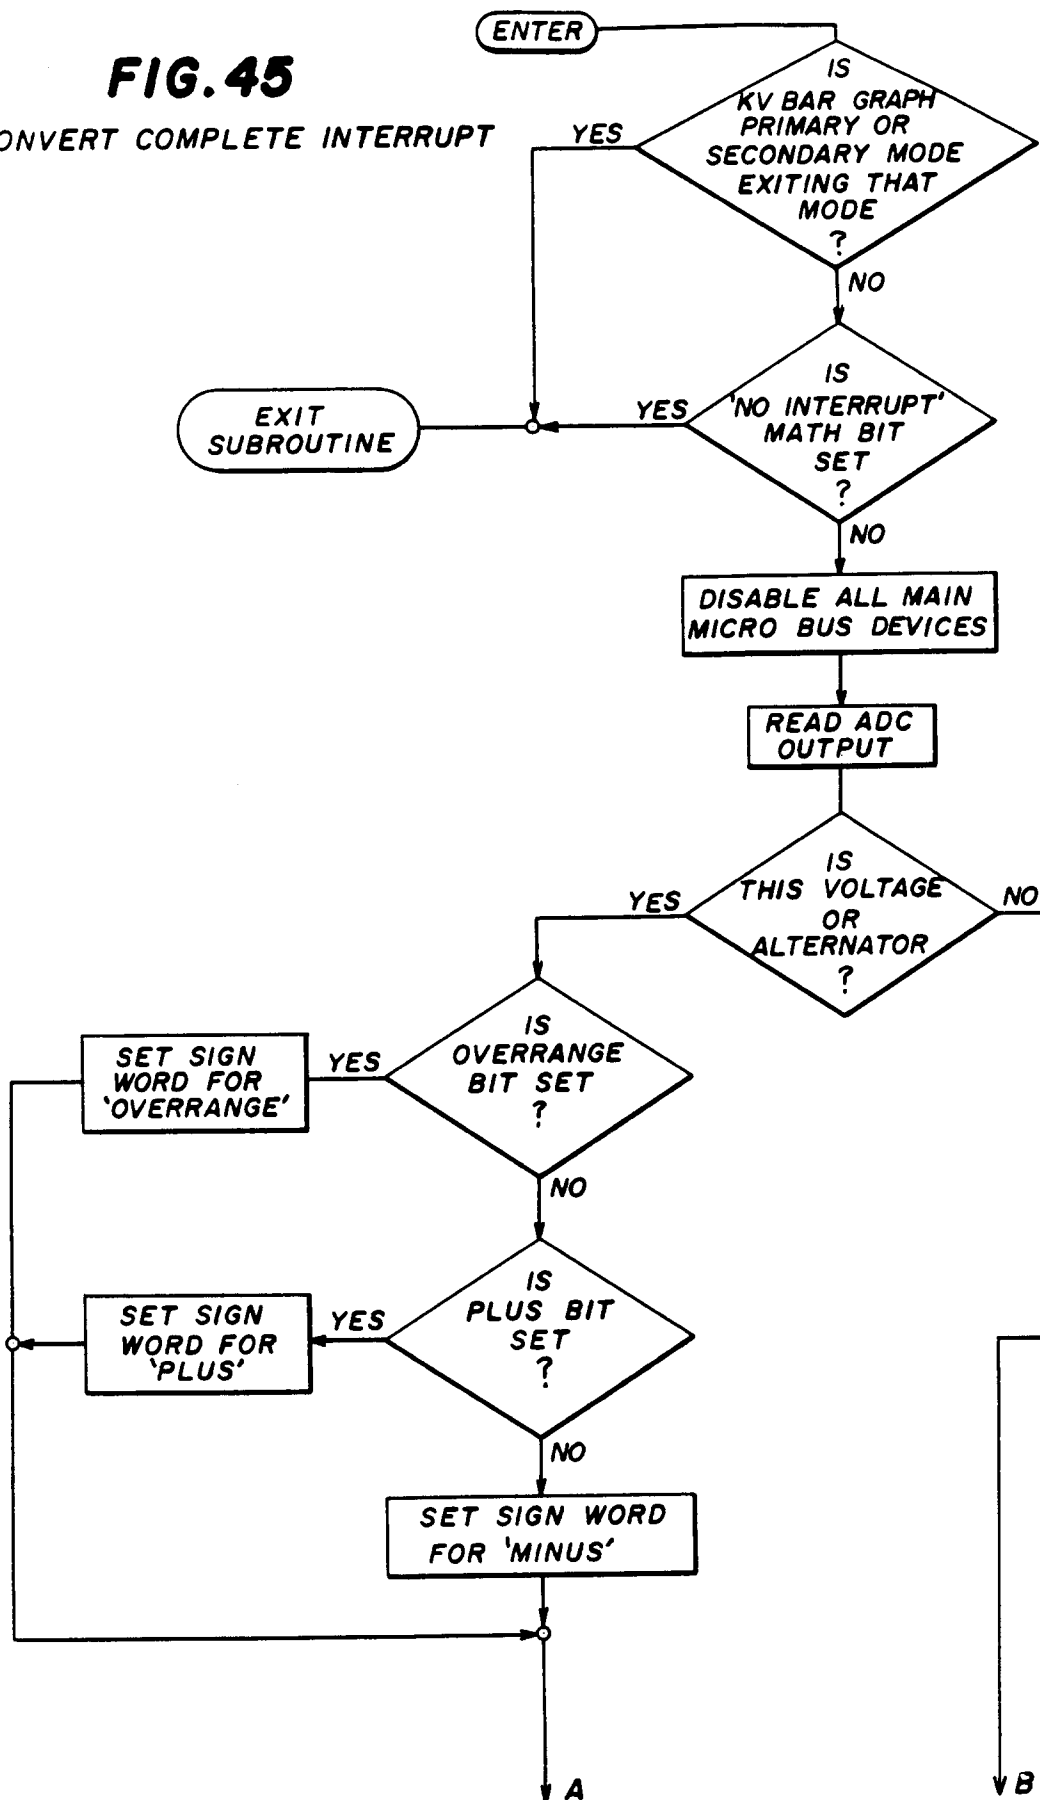 ENTER
FIG. 45
ONVERT COMPLETE INTERRUPT
IS
KV BAR GRAPH
PRIMARY OR
SECONDARY MODE
EXITING THAT
MODE
?
YES
NO
IS
'NO INTERRUPT'
MATH BIT
SET
?
YES
EXIT
SUBROUTINE
NO
DISABLE ALL MAIN
MICRO BUS DEVICES
READ ADC
OUTPUT
IS
THIS VOLTAGE
OR
ALTERNATOR
?
YES
NO
IS
OVERRANGE
BIT SET
?
YES
SET SIGN
WORD FOR
'OVERRANGE'
NO
IS
PLUS BIT
SET
?
YES
SET SIGN
WORD FOR
'PLUS'
NO
SET SIGN WORD
FOR 'MINUS'
A
B